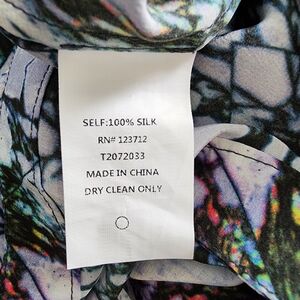 SELF:100% SILK
RN# 123712
T2072033
MADE IN CHINA
DRY CLEAN ONLY